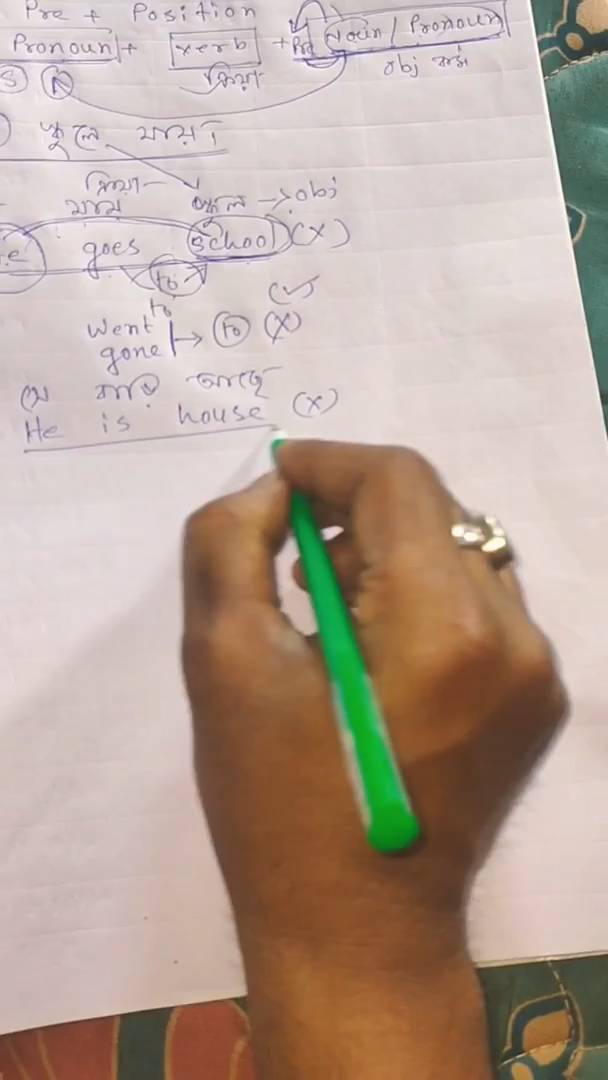 Pre + Position
Pronoun + verb + Pre Noun / Pronoun
S ক্রিয়া obj কর্ম
স্কুলে যায়।
ক্রিয়া
যায় স্কুল → obj
goes school (X)
to
to (✓)
went → to (X)
gone
সে বাড়ি আছে
He is house (X)